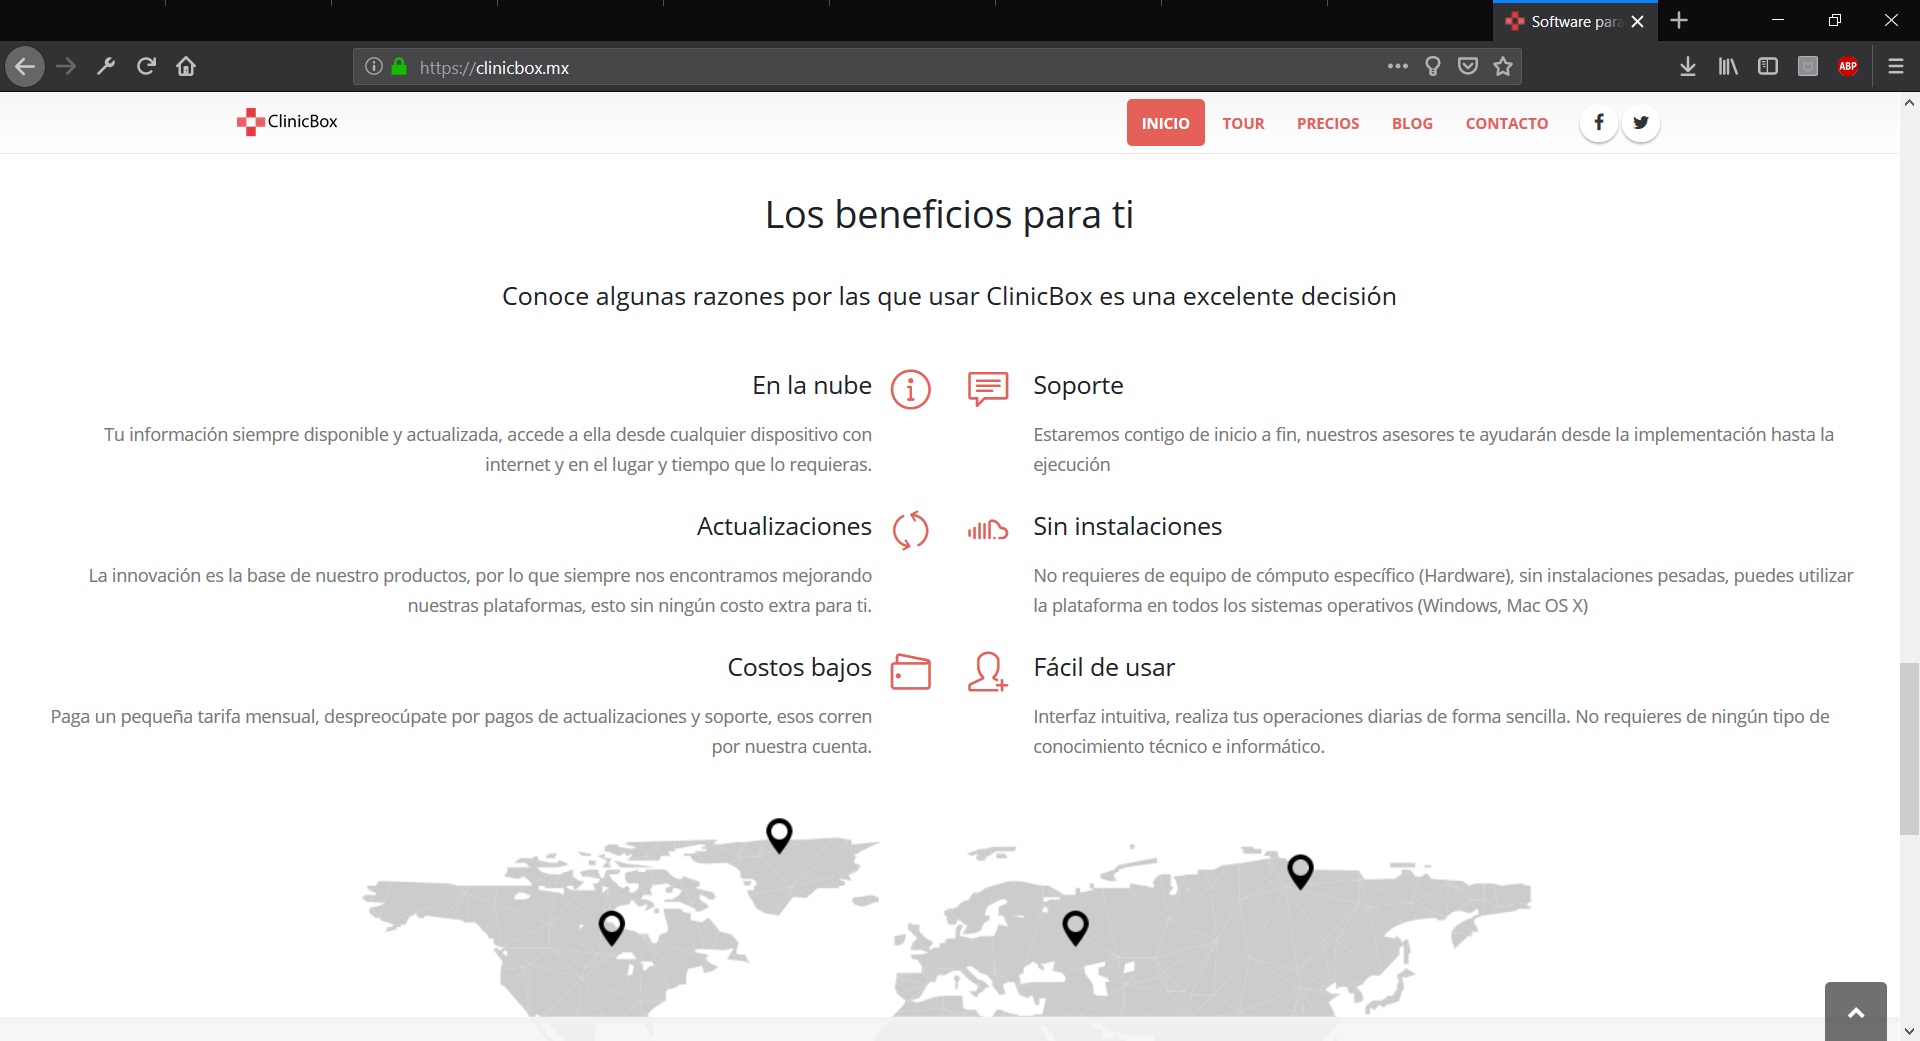 Software para
https://clinicbox.mx
ABP
ClinicBox
INICIO TOUR PRECIOS BLOG CONTACTO
Los beneficios para ti
Conoce algunas razones por las que usar ClinicBox es una excelente decisión
En la nube
Tu información siempre disponible y actualizada, accede a ella desde cualquier dispositivo con
internet y en el lugar y tiempo que lo requieras.
Soporte
Estaremos contigo de inicio a fin, nuestros asesores te ayudarán desde la implementación hasta la
ejecución
Actualizaciones
La innovación es la base de nuestro productos, por lo que siempre nos encontramos mejorando
nuestras plataformas, esto sin ningún costo extra para ti.
Sin instalaciones
No requieres de equipo de cómputo específico (Hardware), sin instalaciones pesadas, puedes utilizar
la plataforma en todos los sistemas operativos (Windows, Mac OS X)
Costos bajos
Paga un pequeña tarifa mensual, despreocúpate por pagos de actualizaciones y soporte, esos corren
por nuestra cuenta.
Fácil de usar
Interfaz intuitiva, realiza tus operaciones diarias de forma sencilla. No requieres de ningún tipo de
conocimiento técnico e informático.